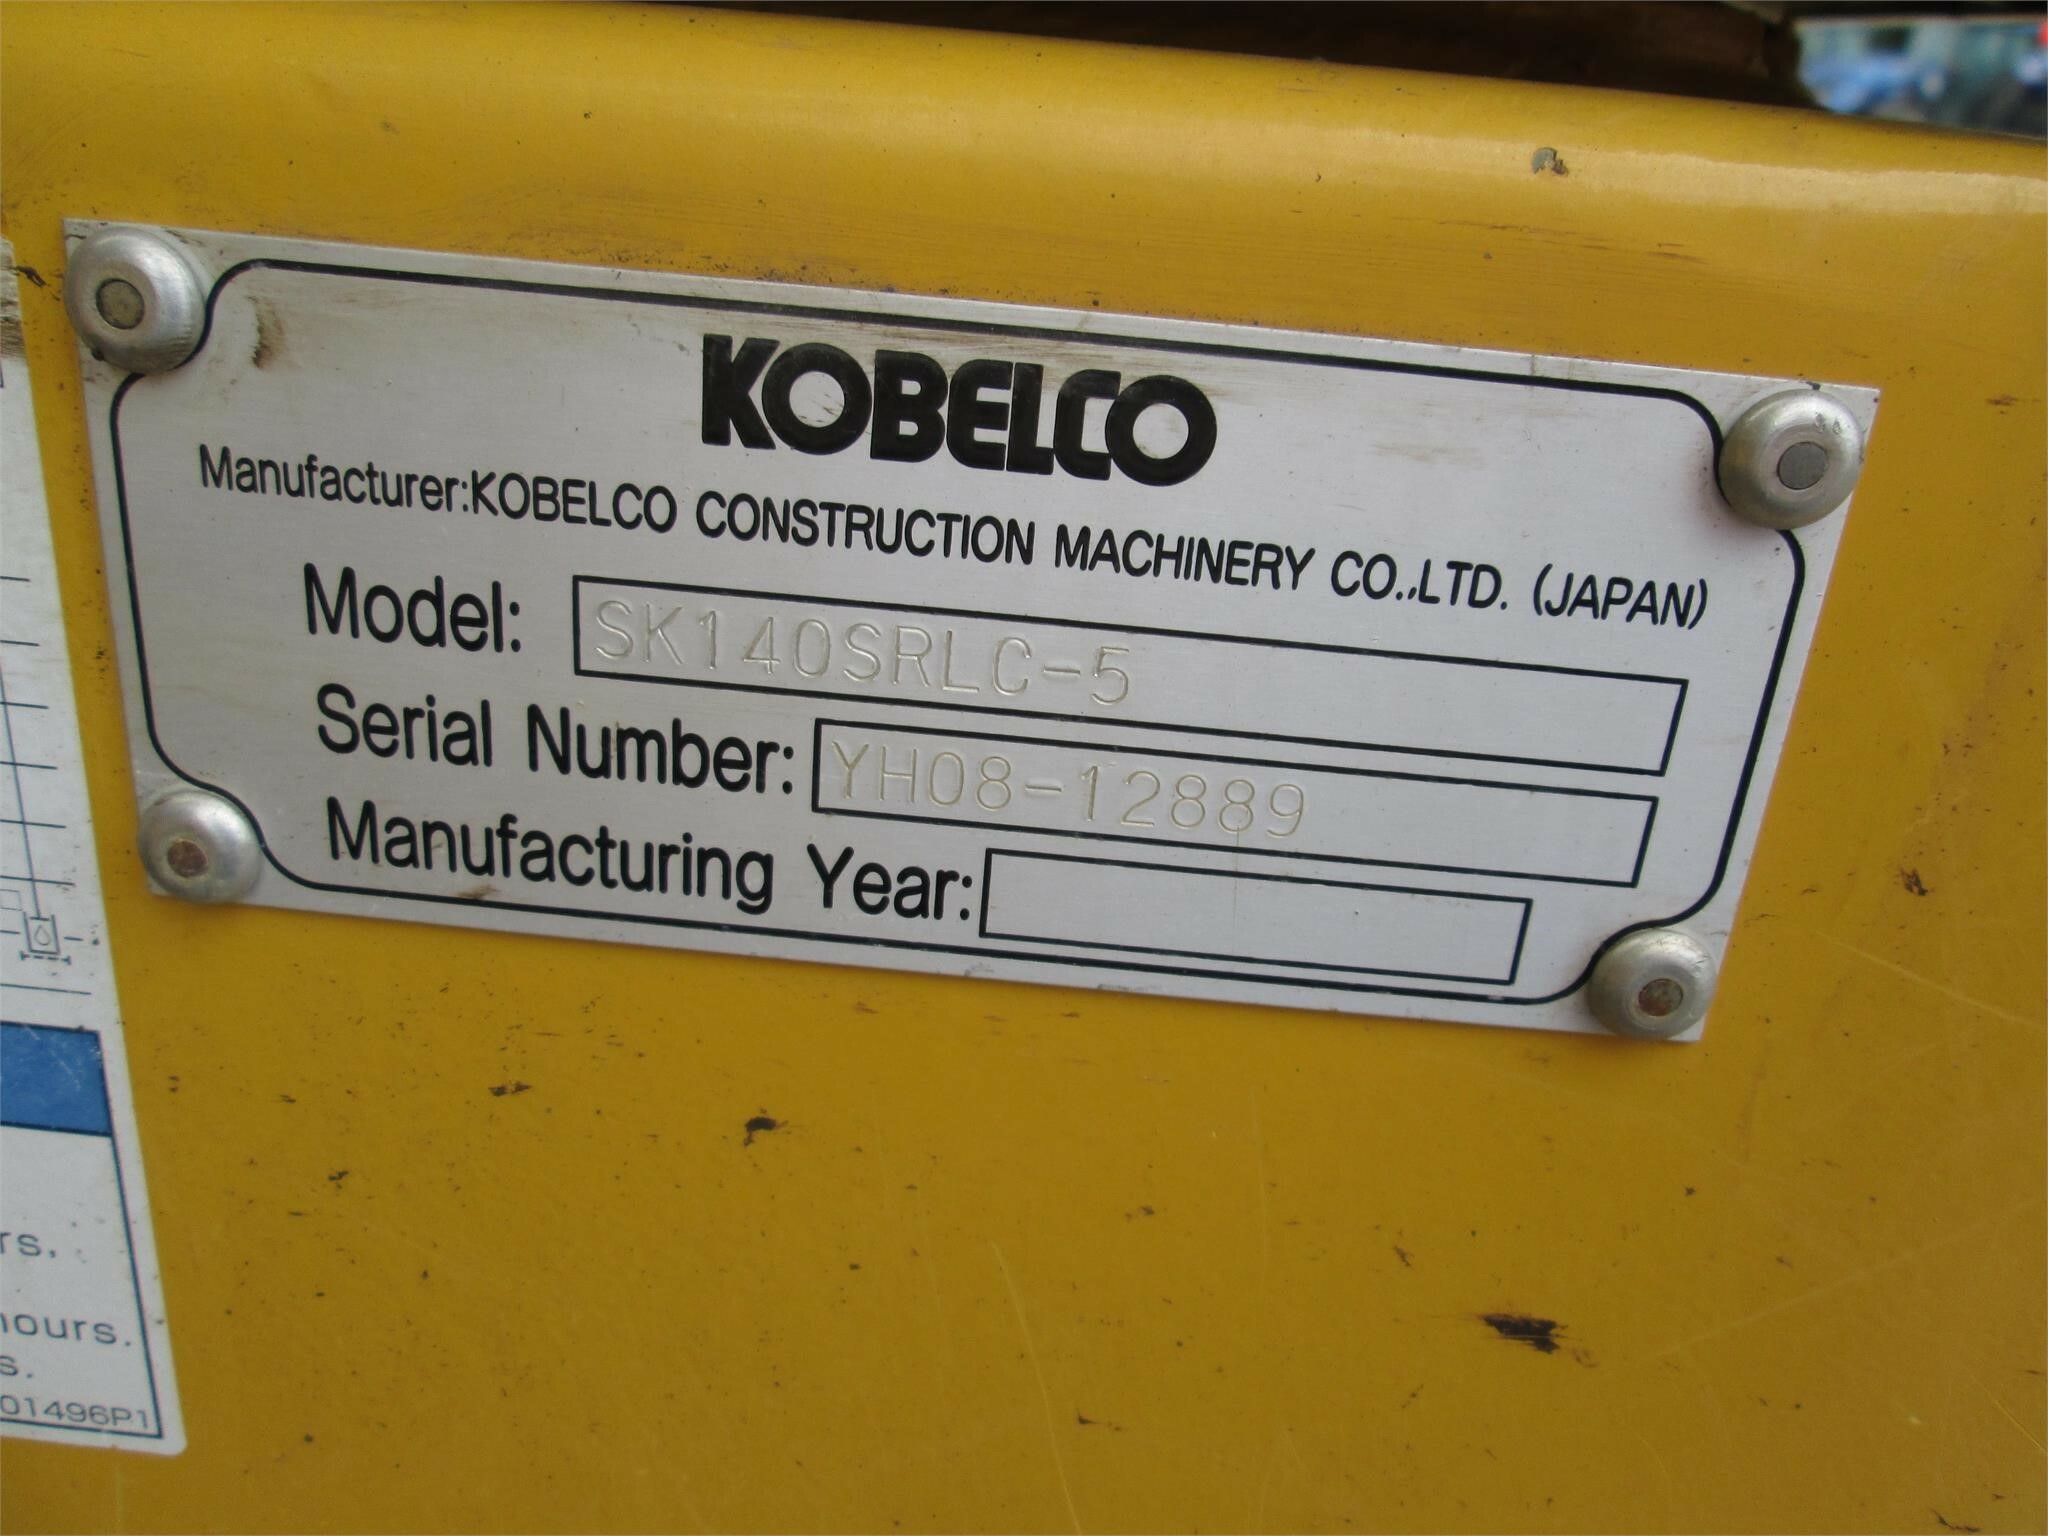 KOBELCO
Manufacturer:KOBELCO CONSTRUCTION MACHINERY CO.,LTD. (JAPAN)
Model: SK140SRLC-5
Serial Number: YH08-12889
Manufacturing Year:
rs.
hours.
s.
01496P1